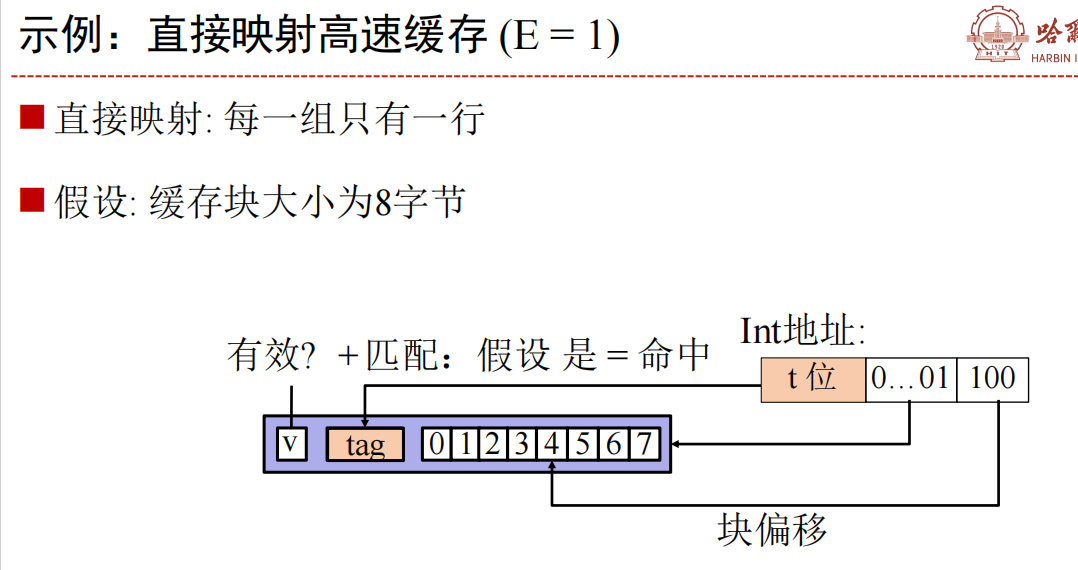 示例：直接映射高速缓存 (E = 1)
哈
HARBIN I
1920
HIT
直接映射: 每一组只有一行
假设: 缓存块大小为8字节
Int地址:
有效? +匹配：假设 是 = 命中
t 位 0…01 100
v tag 0 1 2 3 4 5 6 7
块偏移